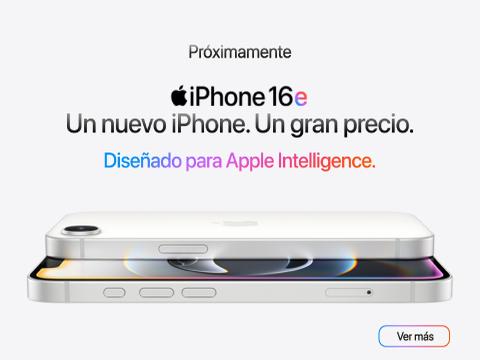 Próximamente
iPhone 16e
Un nuevo iPhone. Un gran precio.
Diseñado para Apple Intelligence.
Ver más